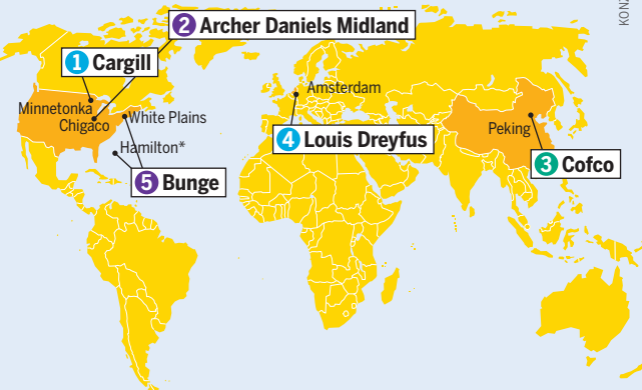 2 Archer Daniels Midland
1 Cargill
Minnetonka
Chigaco
White Plains
Hamilton*
5 Bunge
Amsterdam
4 Louis Dreyfus
Peking
3 Cofco
KONZ